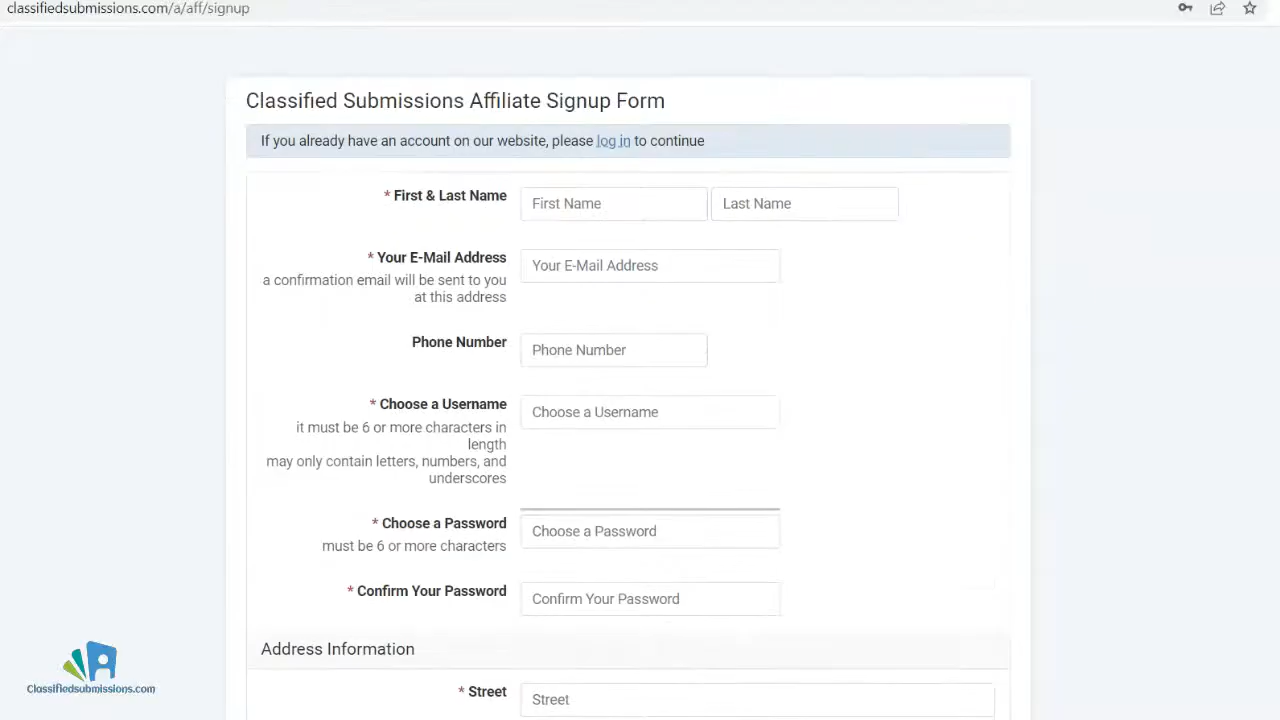 classifiedsubmissions.com/a/aff/signup
Classified Submissions Affiliate Signup Form
If you already have an account on our website, please log in to continue
* First & Last Name
First Name
Last Name
* Your E-Mail Address
a confirmation email will be sent to you
at this address
Your E-Mail Address
Phone Number
Phone Number
* Choose a Username
it must be 6 or more characters in
length
may only contain letters, numbers, and
underscores
Choose a Username
* Choose a Password
must be 6 or more characters
Choose a Password
* Confirm Your Password
Confirm Your Password
Address Information
* Street
Street
Classifiedsubmissions.com